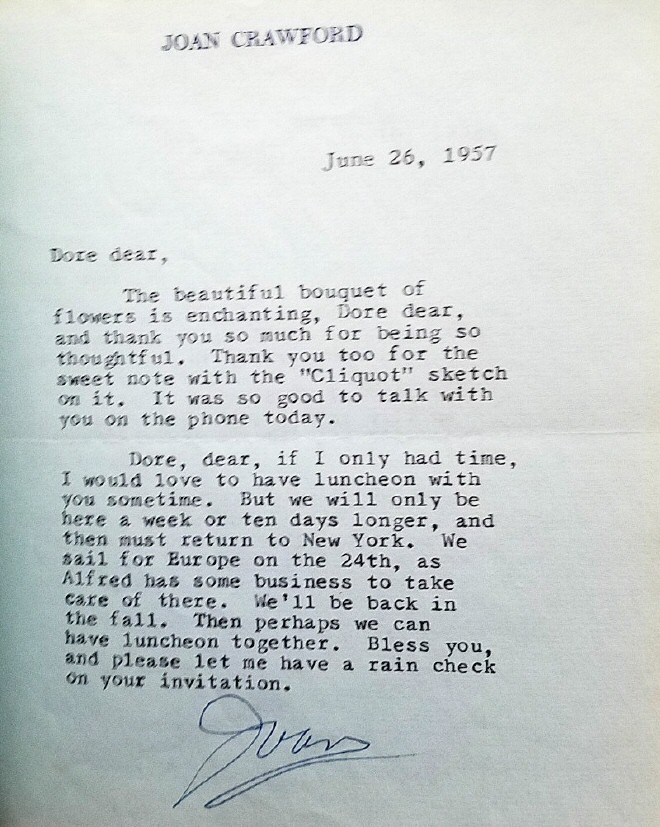 JOAN CRAWFORD
June 26, 1957
Dore dear,
The beautiful bouquet of
flowers is enchanting, Dore dear,
and thank you so much for being so
thoughtful. Thank you too for the
sweet note with the "Cliquot" sketch
on it. It was so good to talk with
you on the phone today.
Dore, dear, if I only had time,
I would love to have luncheon with
you sometime. But we will only be
here a week or ten days longer, and
then must return to New York. We
sail for Europe on the 24th, as
Alfred has some business to take
care of there. We'll be back in
the fall. Then perhaps we can
have luncheon together. Bless you,
and please let me have a rain check
on your invitation.
Joan